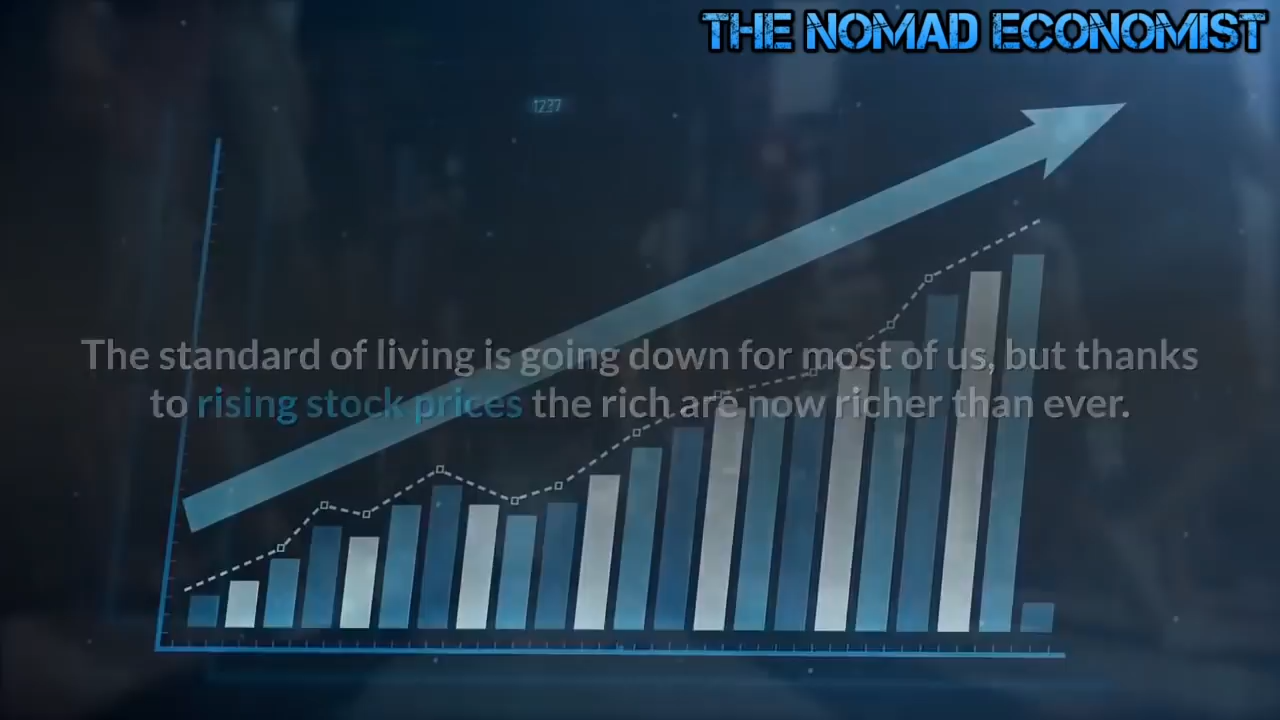 THE NOMAD ECONOMIST
1237
The standard of living is going down for most of us, but thanks
to rising stock prices the rich are now richer than ever.